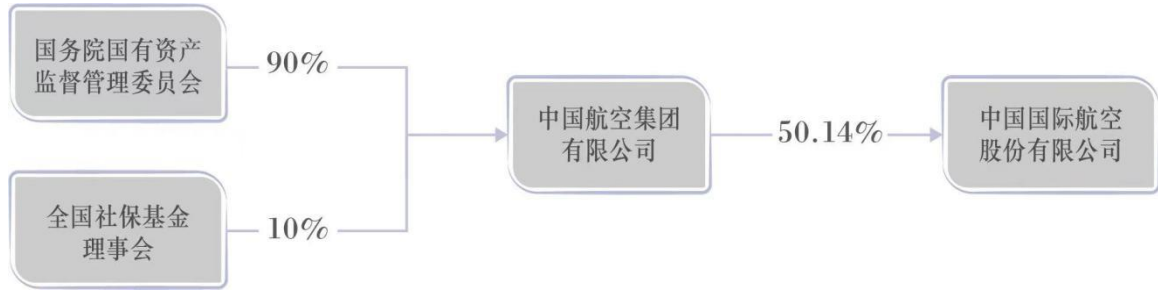 国务院国有资产
监督管理委员会
90%
中国航空集团
有限公司
50.14%
中国国际航空
股份有限公司
全国社保基金
理事会
10%